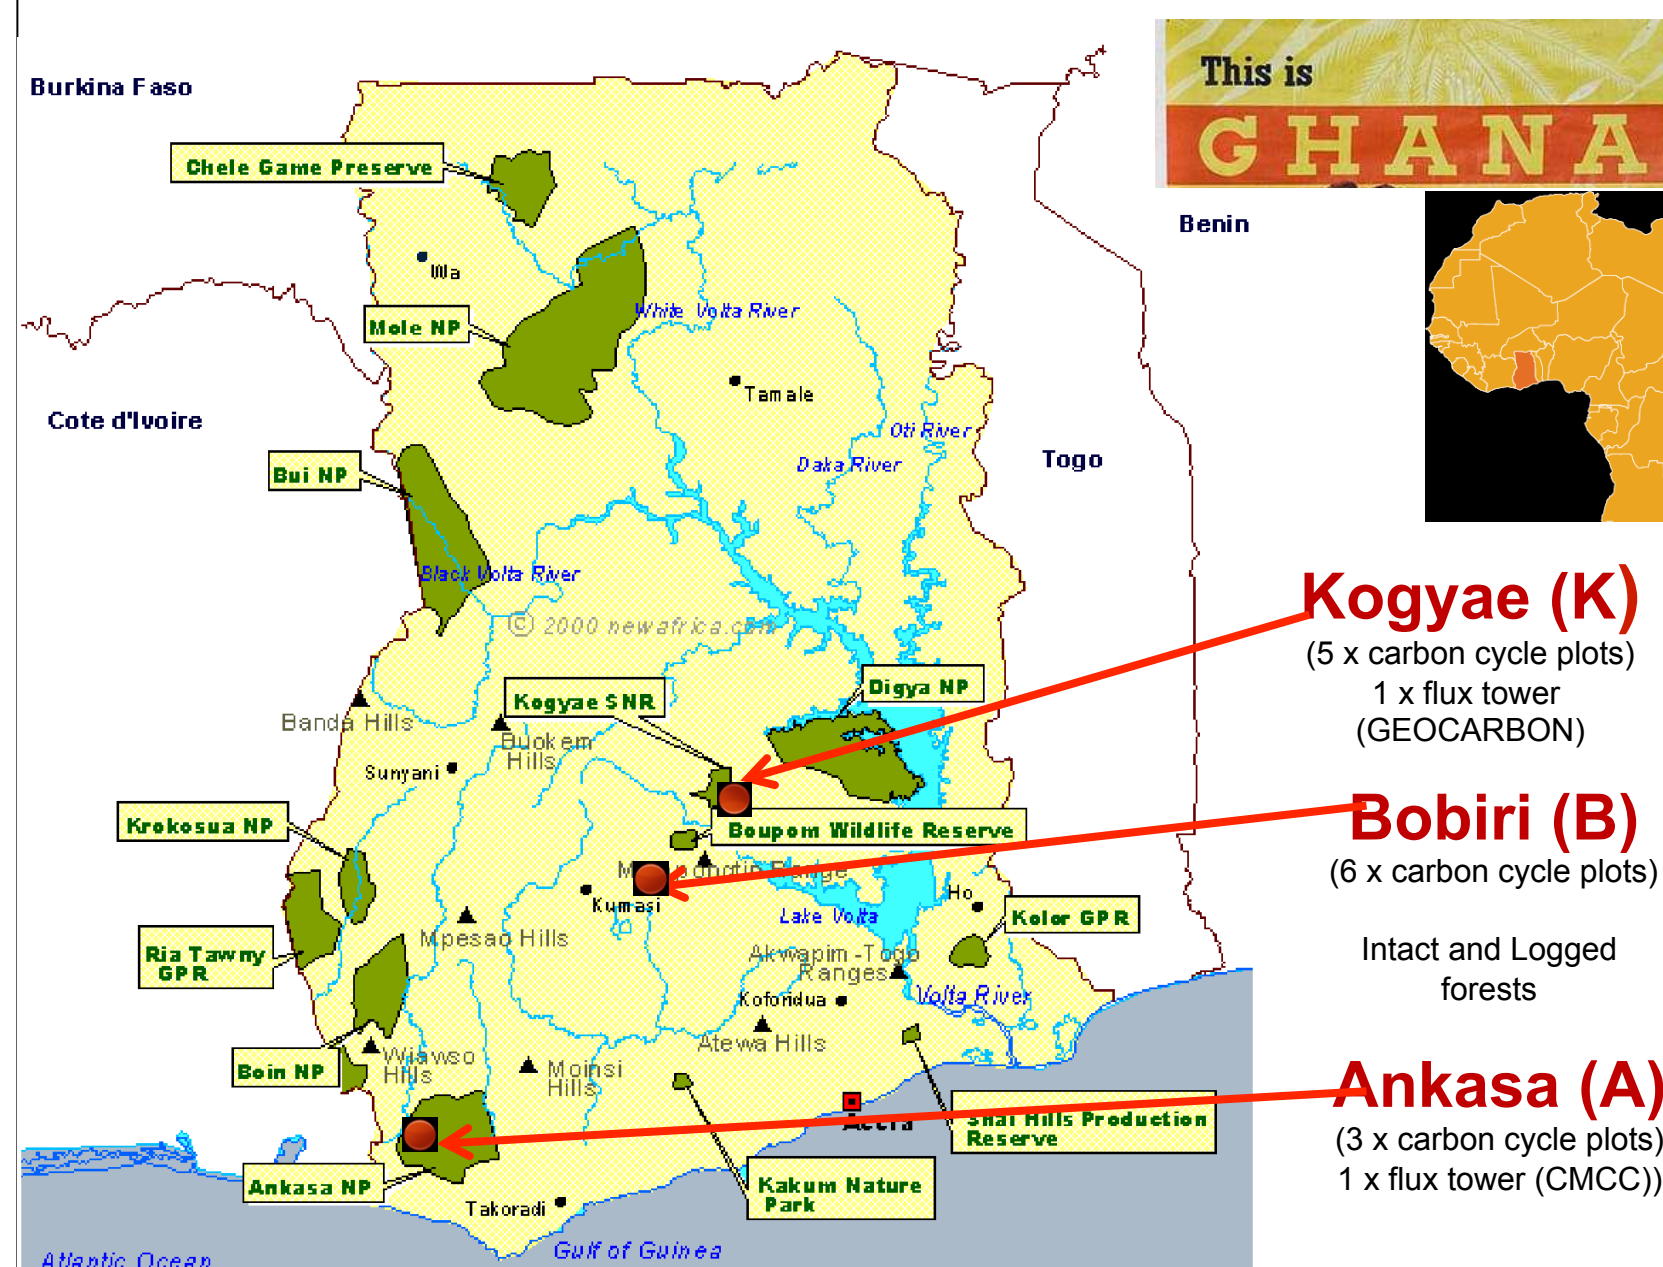 This is
GHANA
Burkina Faso
Chele Game Preserve
Benin
Wa
White Volta River
Mole NP
Tamale
Cote d'Ivoire
Oti River
Togo
Daka River
Bui NP
Black Volta River
© 2000 newafrica.com
Kogyae (K)
(5 x carbon cycle plots)
1 x flux tower
(GEOCARBON)
Digya NP
Kogyae SNR
Banda Hills
Buokem
Hills
Sunyani
Krokosua NP
Boupom Wildlife Reserve
Bobiri (B)
(6 x carbon cycle plots)
Range
Kumasi
Ho
Lake Volta
Kolor GPR
Mpesao Hills
Ria Tawny
GPR
Akwapim-Togo
Ranges
Intact and Logged
forests
Koforidua
Volta River
Atewa Hills
Wiawso
Hills
Boin NP
Moinsi
Hills
Ankasa (A)
(3 x carbon cycle plots)
1 x flux tower (CMCC))
Accra
Shai Hills Production
Reserve
Ankasa NP
Kakum Nature
Park
Takoradi
Gulf of Guinea
Atlantic Ocean